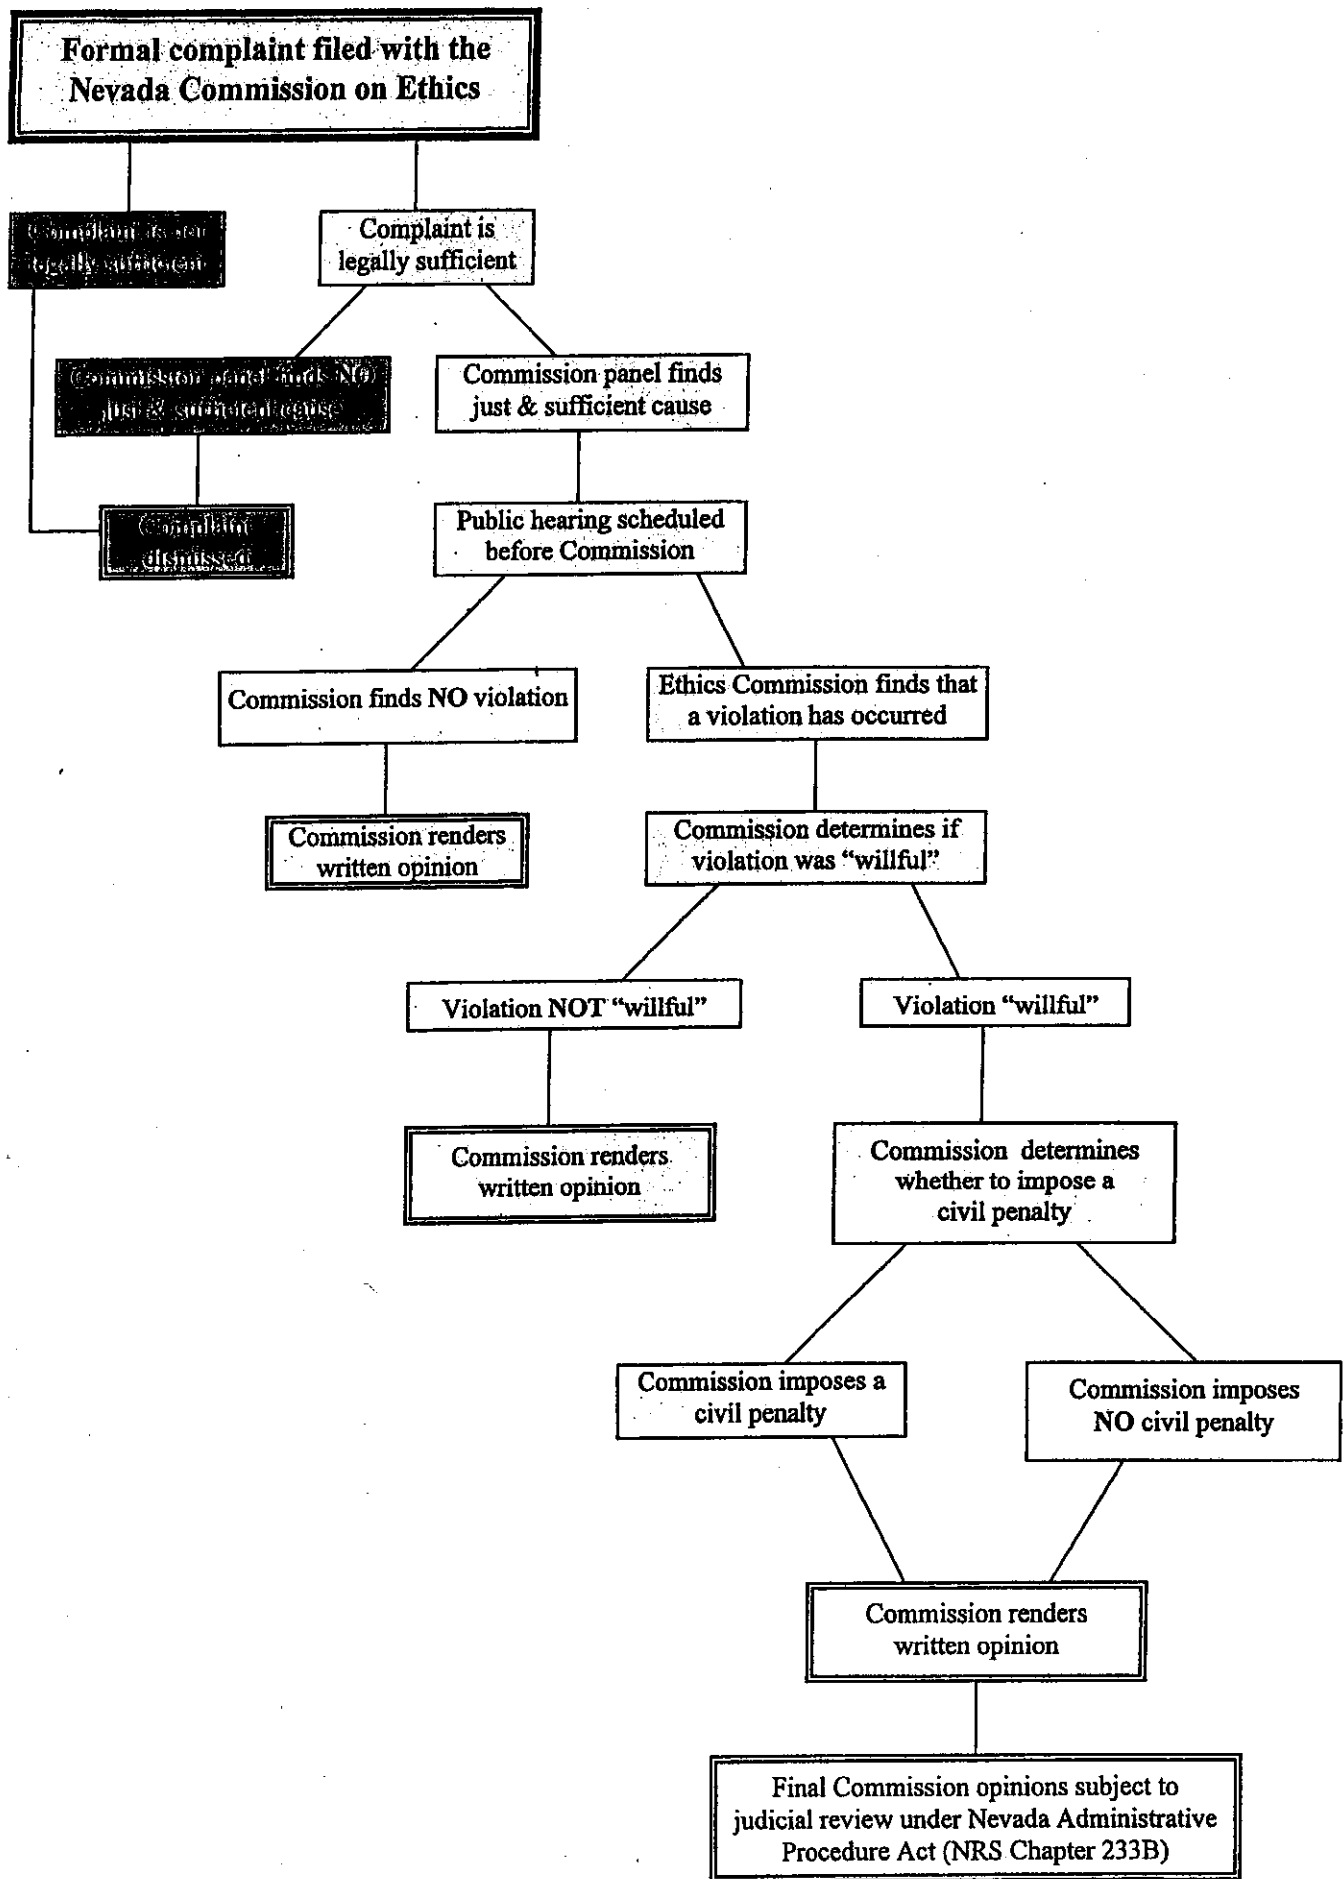 Formal complaint filed with the
Nevada Commission on Ethics
Complaint is not
legally sufficient
Complaint is
legally sufficient
Commission panel finds NO
just & sufficient cause
Commission panel finds
just & sufficient cause
Complaint
dismissed
Public hearing scheduled
before Commission
Commission finds NO violation
Ethics Commission finds that
a violation has occurred
Commission renders
written opinion
Commission determines if
violation was “willful”
Violation NOT “willful”
Violation “willful”
Commission renders
written opinion
Commission determines
whether to impose a
civil penalty
Commission imposes a
civil penalty
Commission imposes
NO civil penalty
Commission renders
written opinion
Final Commission opinions subject to
judicial review under Nevada Administrative
Procedure Act (NRS Chapter 233B)